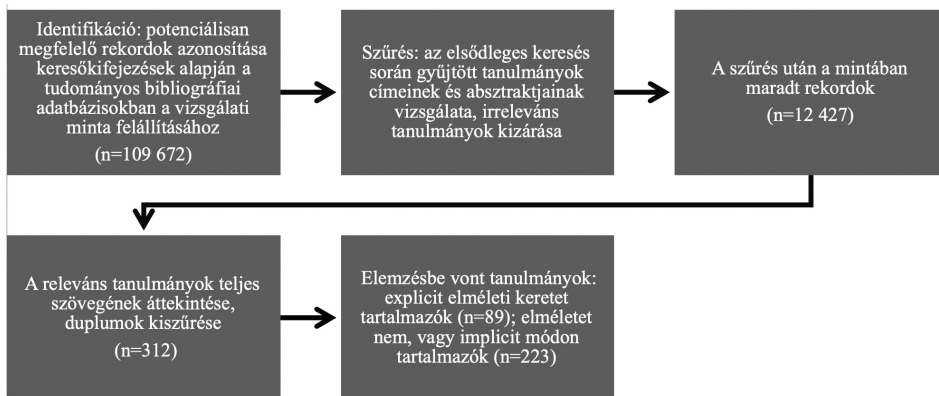 Identifikáció: potenciálisan
megfelelő rekordok azonosítása
keresőkifejezések alapján a
tudományos bibliográfiai
adatbázisokban a vizsgálati
minta felállításához
(n=109 672)
Szűrés: az elsődleges keresés
során gyűjtött tanulmányok
címeinek és absztraktjainak
vizsgálata, irreleváns
tanulmányok kizárása
A szűrés után a mintában
maradt rekordok
(n=12 427)
A releváns tanulmányok teljes
szövegének áttekintése,
duplumok kiszűrése
(n=312)
Elemzésbe vont tanulmányok:
explicit elméleti keretet
tartalmazók (n=89); elméletet
nem, vagy implicit módon
tartalmazók (n=223)